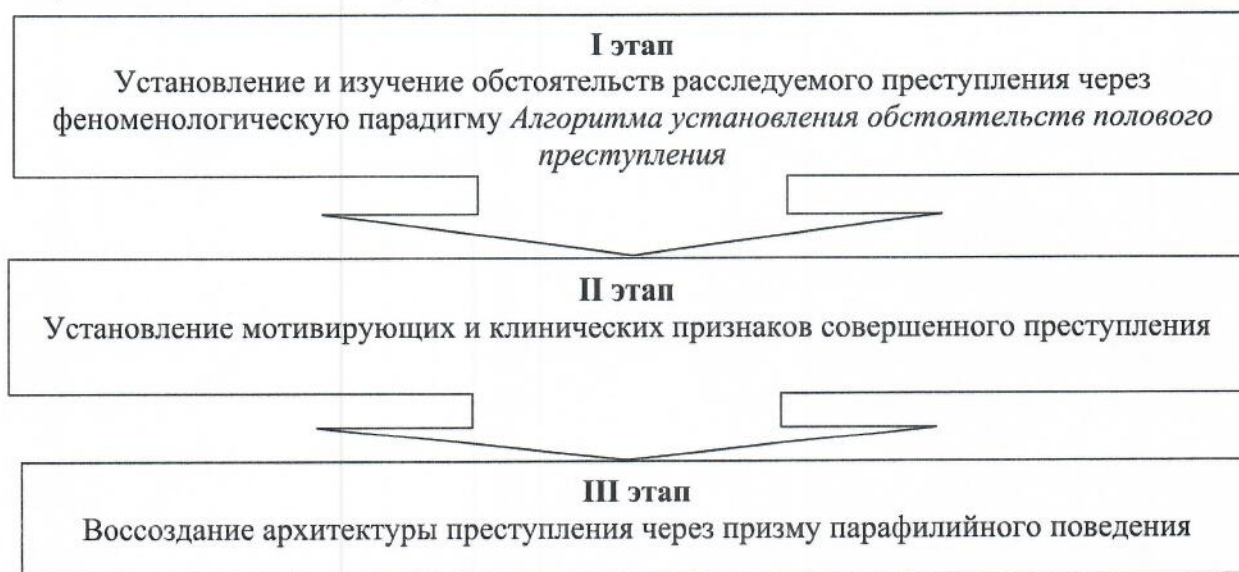 I этап
Установление и изучение обстоятельств расследуемого преступления через
феноменологическую парадигму Алгоритма установления обстоятельств полового
преступления
II этап
Установление мотивирующих и клинических признаков совершенного преступления
III этап
Воссоздание архитектуры преступления через призму парафилийного поведения